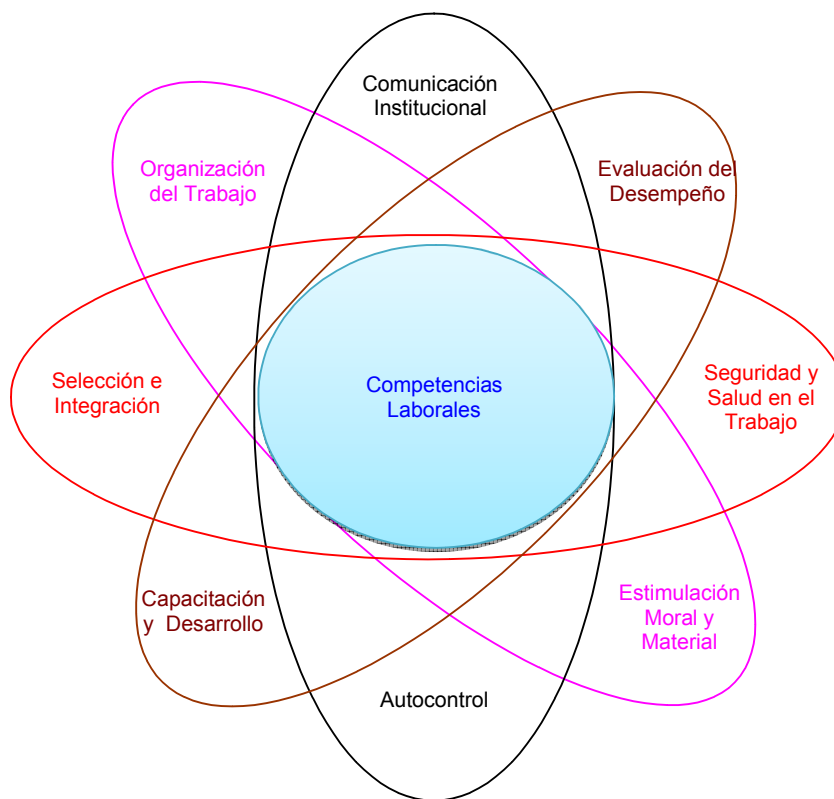 Comunicación
Institucional
Organización
del Trabajo
Evaluación del
Desempeño
Selección e
Integración
Competencias
Laborales
Seguridad y
Salud en el
Trabajo
Capacitación
y Desarrollo
Estimulación
Moral y
Material
Autocontrol